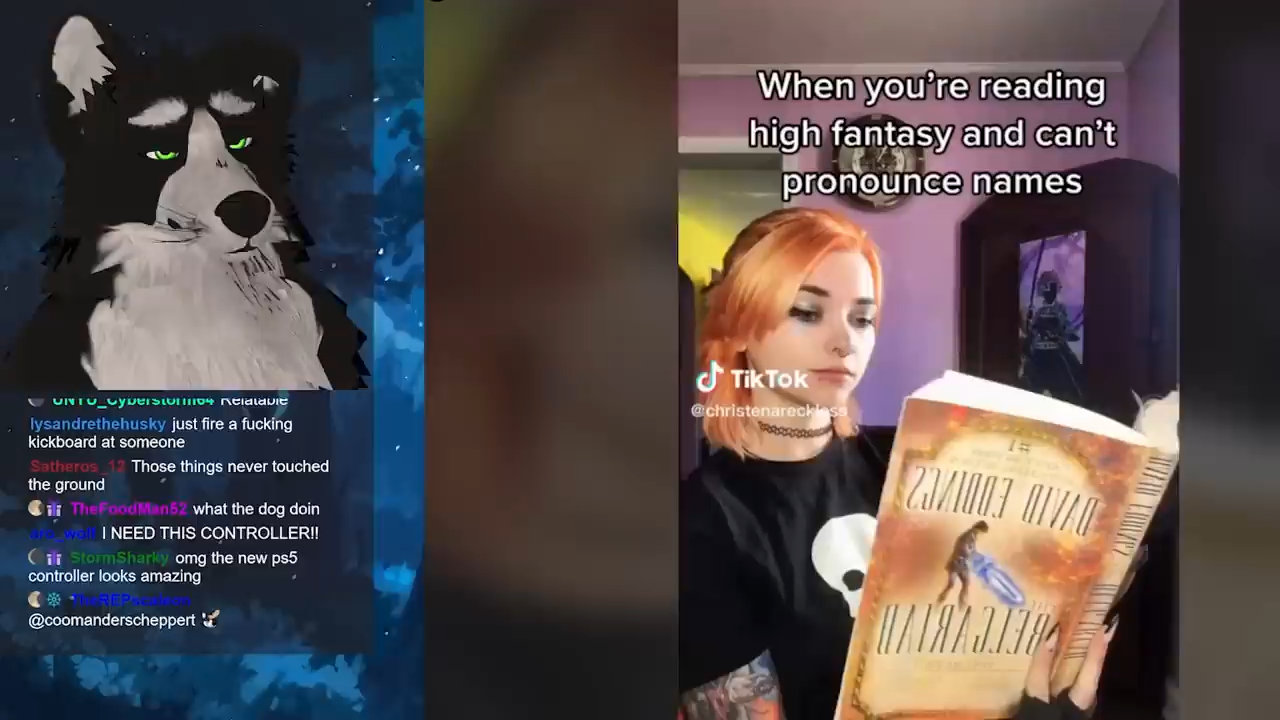 When you're reading
high fantasy and can't
pronounce names
TikTok
@christenareckless
#1
DAVID EDDINGS
BELGARIAD
UNYU_Cyberstorm64 Relatable
lysandrethehusky just fire a fucking
kickboard at someone
Satheros_12 Those things never touched
the ground
TheFoodMan52 what the dog doin
I NEED THIS CONTROLLER!!
StormSharky omg the new ps5
controller looks amazing
@coomanderscheppert